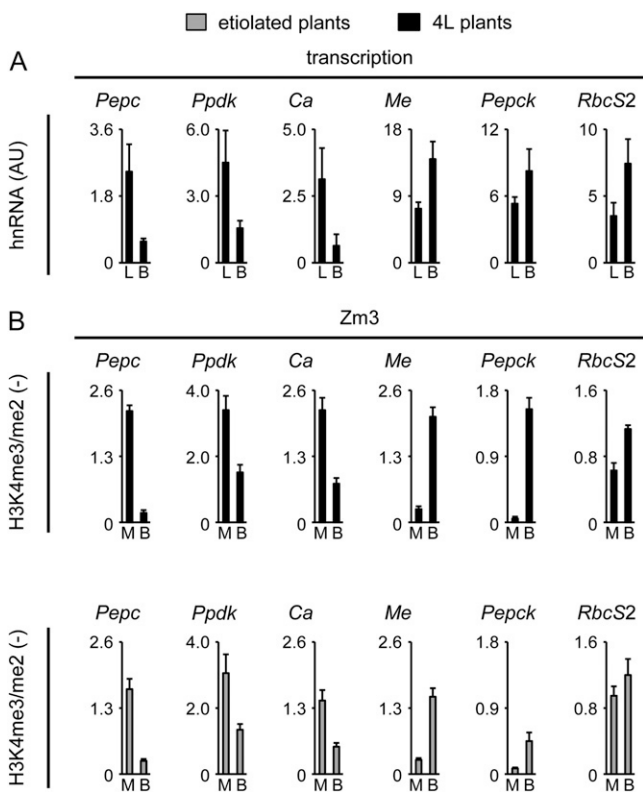 etiolated plants 4L plants
A
transcription
Pepc Ppdk Ca Me Pepck RbcS2
hnRNA (AU)
3.6 6.0 5.0 18 12 10
1.8 3.0 2.5 9 6 5
0 0 0 0 0 0
L B L B L B L B L B L B
B
Zm3
Pepc Ppdk Ca Me Pepck RbcS2
H3K4me3/me2 (-)
2.6 4.0 2.6 2.6 1.8 1.6
1.3 2.0 1.3 1.3 0.9 0.8
0 0 0 0 0 0
M B M B M B M B M B M B
Pepc Ppdk Ca Me Pepck RbcS2
H3K4me3/me2 (-)
2.6 4.0 2.6 2.6 1.8 1.6
1.3 2.0 1.3 1.3 0.9 0.8
0 0 0 0 0 0
M B M B M B M B M B M B